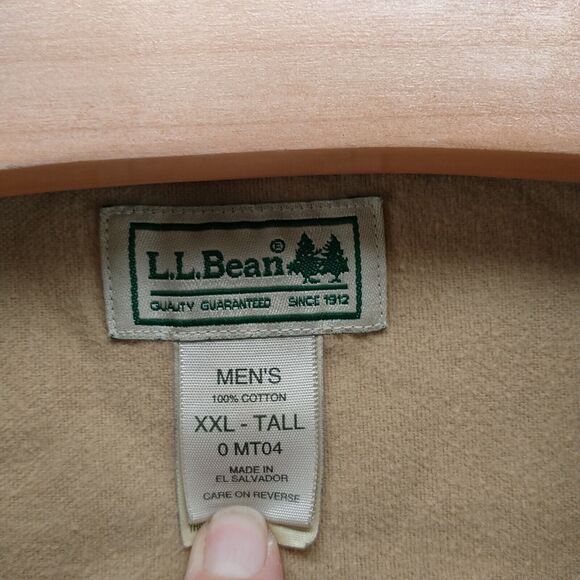 L.L.Bean®
QUALITY GUARANTEED SINCE 1912
MEN'S
100% COTTON
XXL - TALL
0 MT04
MADE IN
EL SALVADOR
CARE ON REVERSE